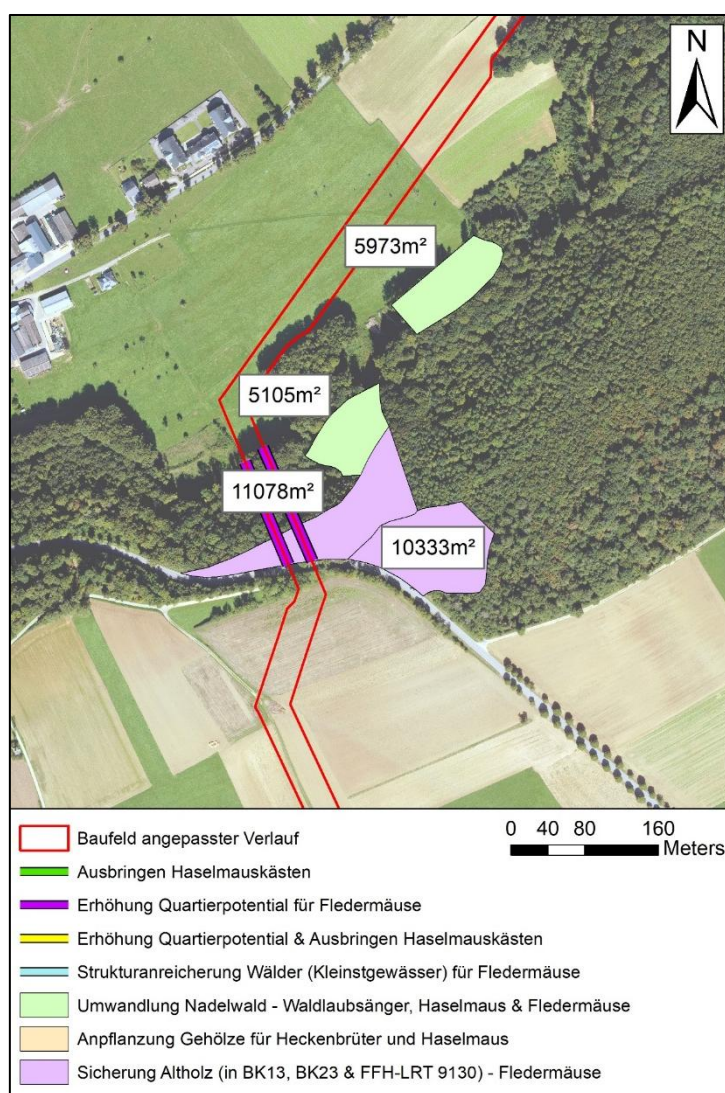 N
5973m²
5105m²
11078m²
10333m²
Baufeld angepasster Verlauf
0 40 80 160
Meters
Ausbringen Haselmauskästen
Erhöhung Quartierpotential für Fledermäuse
Erhöhung Quartierpotential & Ausbringen Haselmauskästen
Strukturanreicherung Wälder (Kleinstgewässer) für Fledermäuse
Umwandlung Nadelwald - Waldlaubsänger, Haselmaus & Fledermäuse
Anpflanzung Gehölze für Heckenbrüter und Haselmaus
Sicherung Altholz (in BK13, BK23 & FFH-LRT 9130) - Fledermäuse